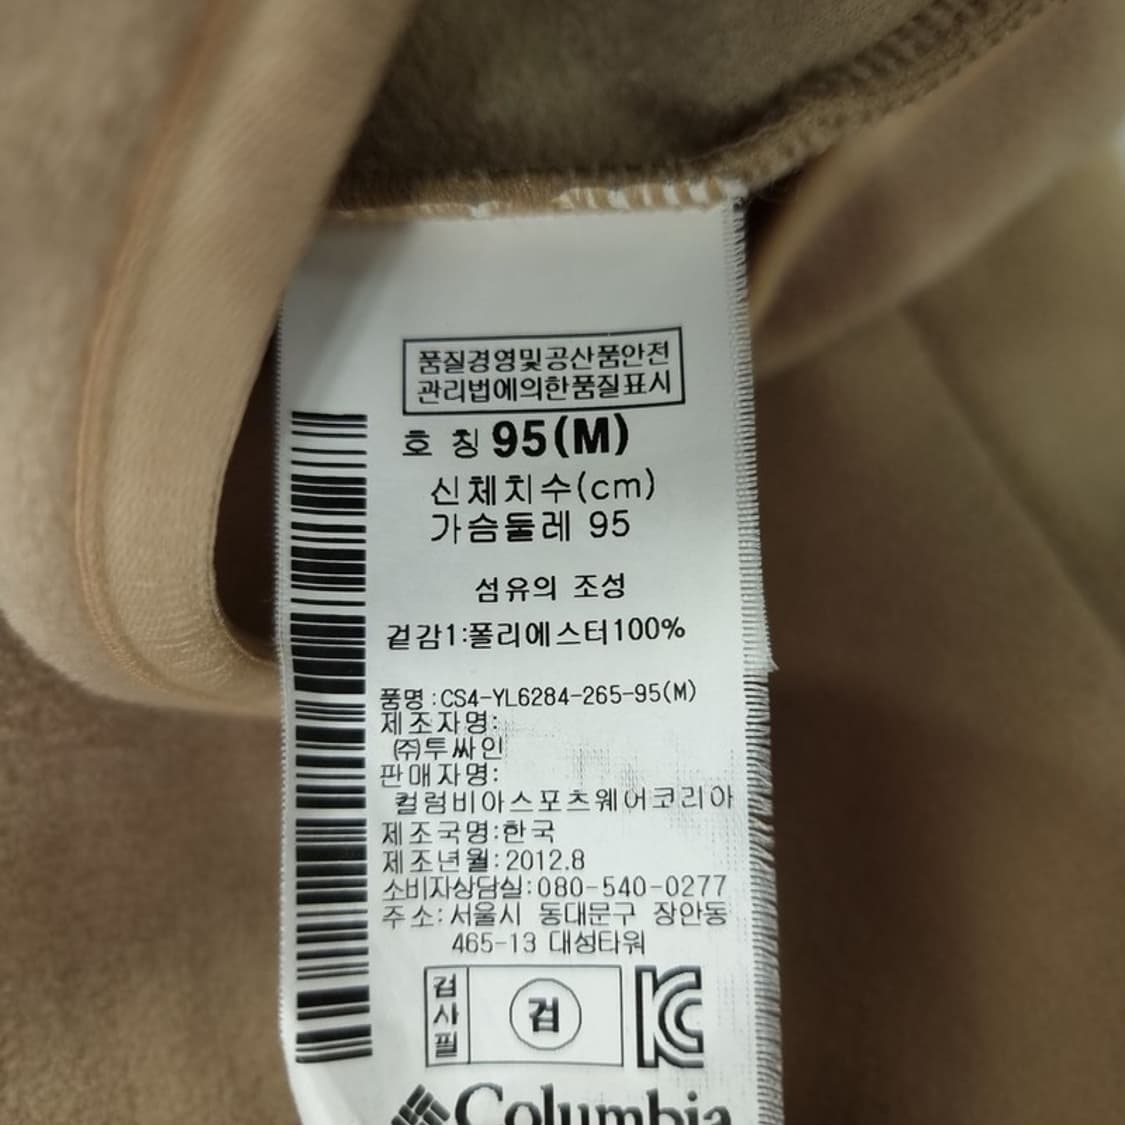 품질경영및공산품안전
관리법에의한품질표시
호 칭 95(M)
신체치수(cm)
가슴둘레 95
섬유의 조성
겉감1:폴리에스터100%
품명:CS4-YL6284-265-95(M)
제조자명:
㈜투싸인
판매자명:
컬럼비아스포츠웨어코리아
제조국명:한국
제조년월:2012.8
소비자상담실:080-540-0277
주소:서울시 동대문구 장안동
465-13 대성타워
검사필
검
KC
Columbia